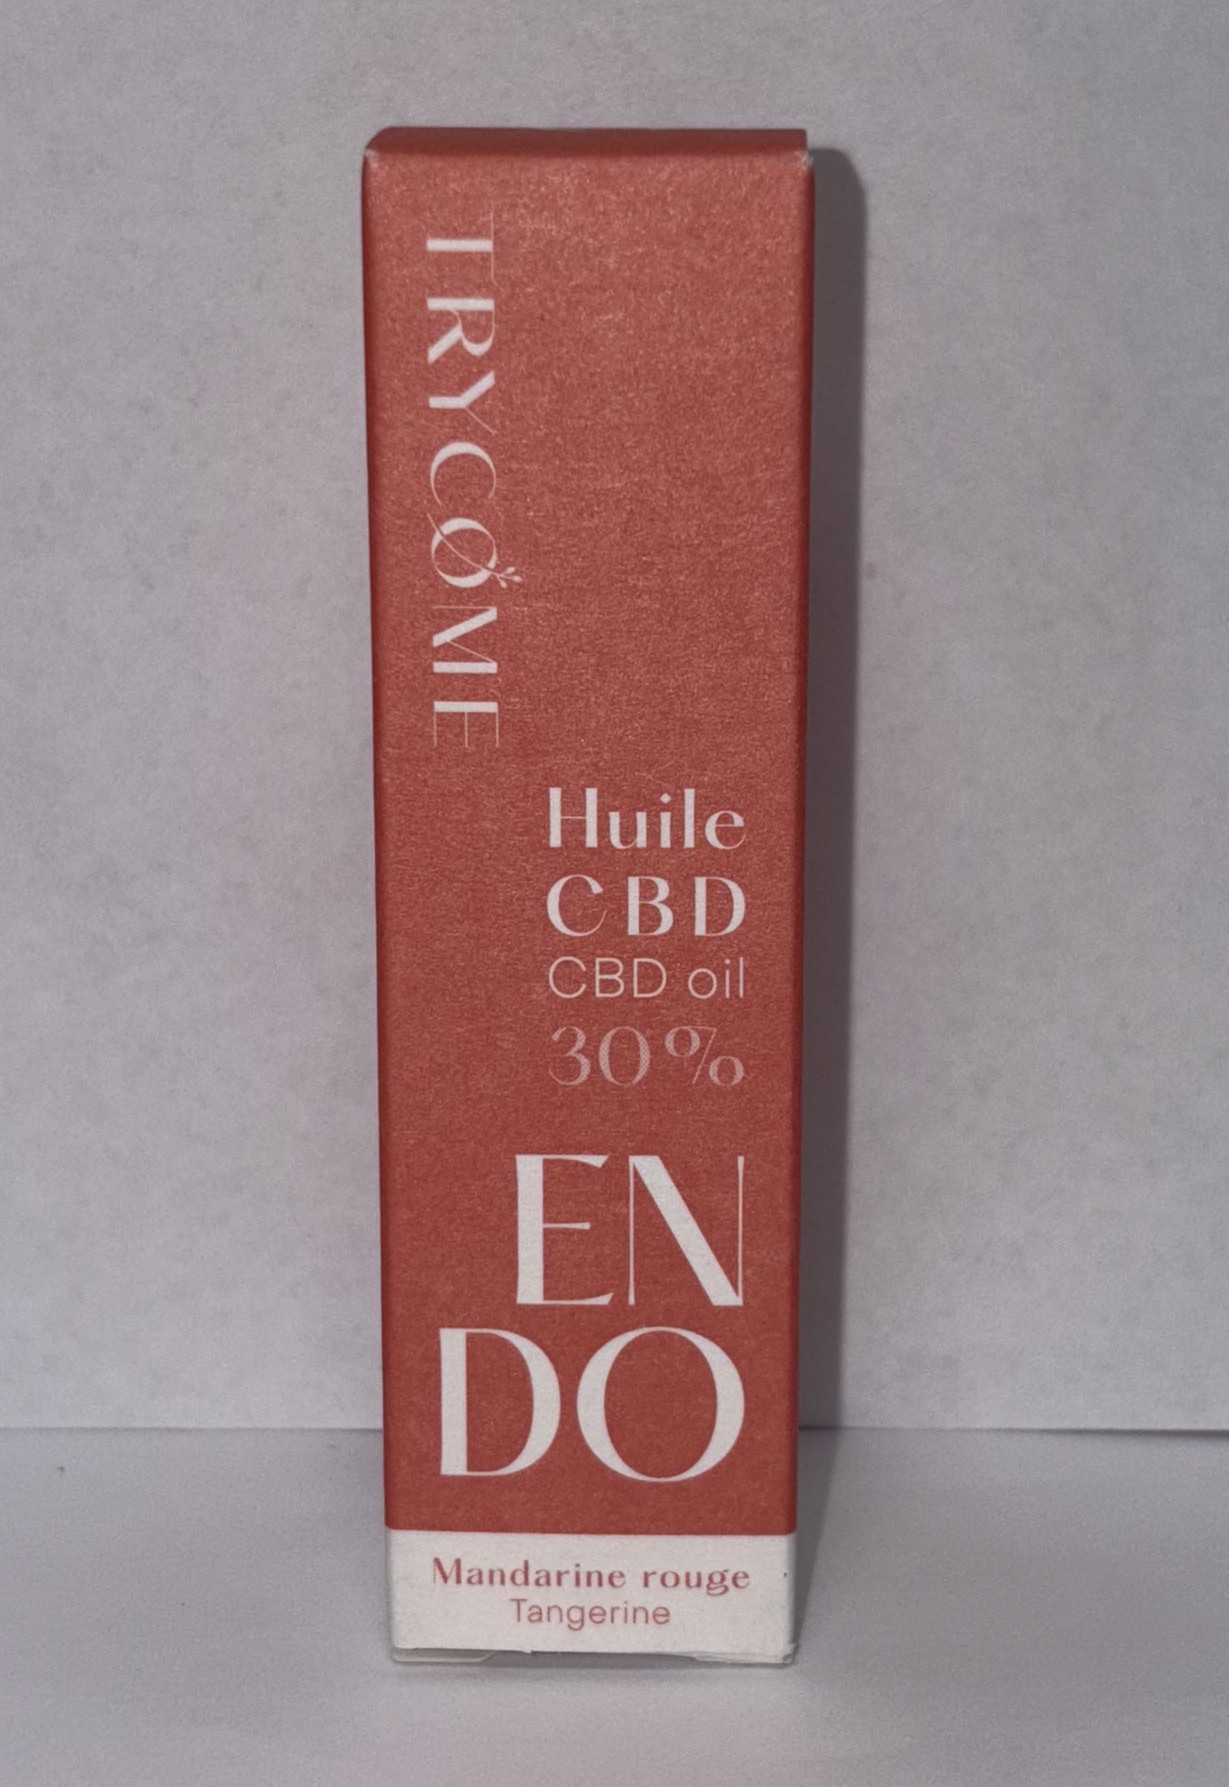 TRYCOME
Huile
CBD
CBD oil
30%
EN
DO
Mandarine rouge
Tangerine